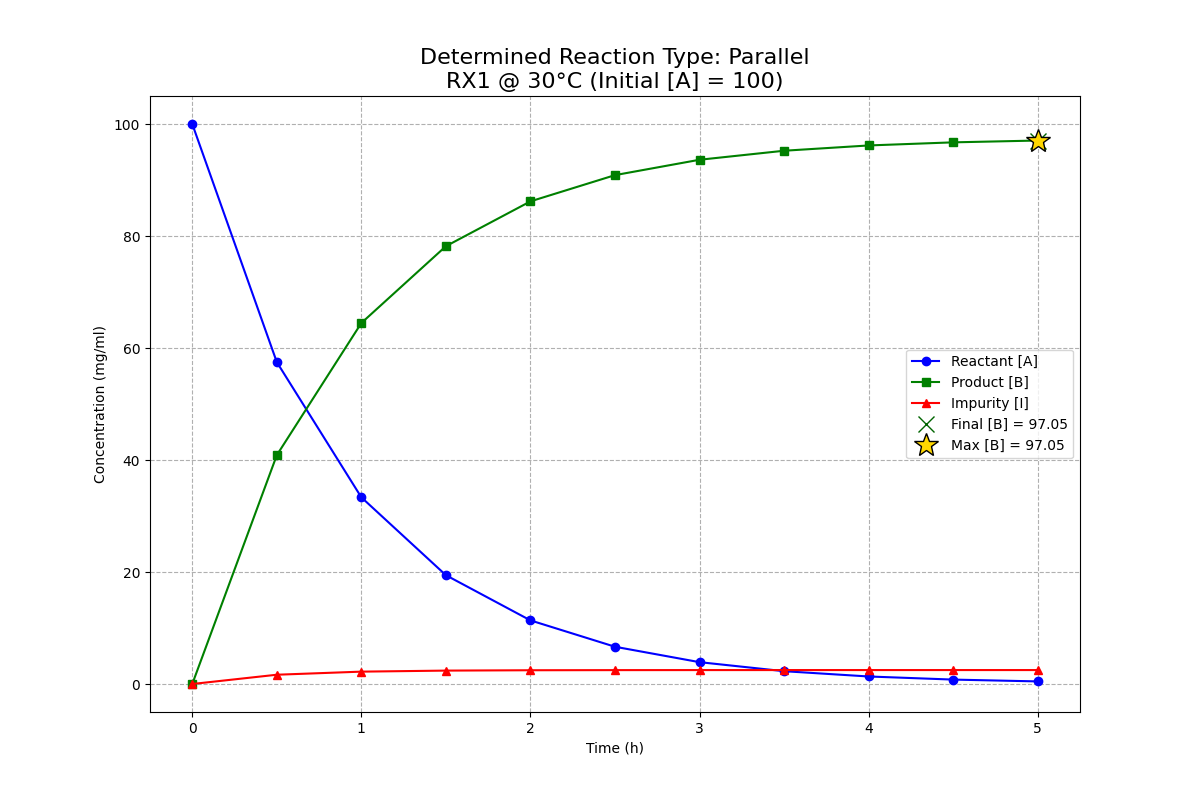 Determined Reaction Type: Parallel
RX1 @ 30°C (Initial [A] = 100)
Concentration (mg/ml)
100
80
60
40
20
0
Reactant [A]
Product [B]
Impurity [I]
Final [B] = 97.05
Max [B] = 97.05
0 1 2 3 4 5
Time (h)